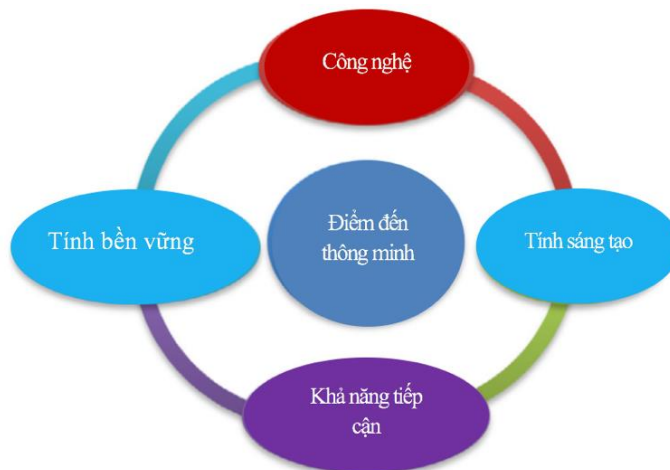 Công nghệ
Tính bền vững
Điểm đến
thông minh
Tính sáng tạo
Khả năng tiếp
cận